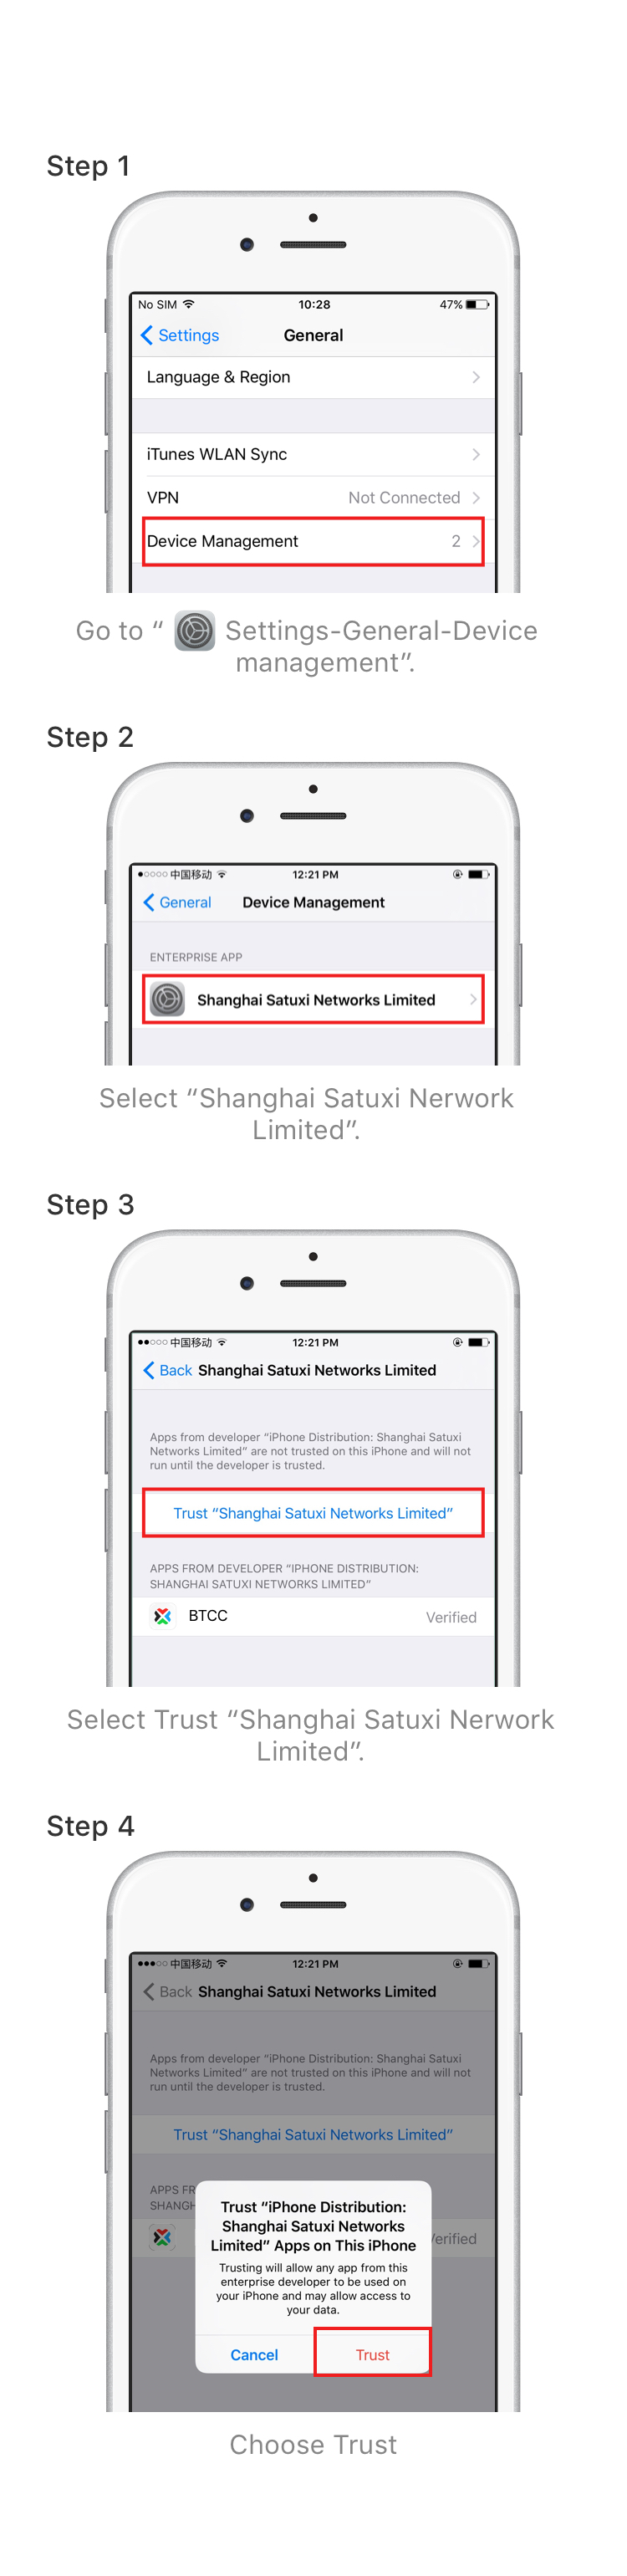 Step 1
No SIM 10:28 47%
Settings General
Language & Region
iTunes WLAN Sync
VPN Not Connected
Device Management 2
Go to “ Settings-General-Device
management”.
Step 2
中国移动 12:21 PM
General Device Management
ENTERPRISE APP
Shanghai Satuxi Networks Limited
Select “Shanghai Satuxi Nerwork
Limited”.
Step 3
中国移动 12:21 PM
Back Shanghai Satuxi Networks Limited
Apps from developer “iPhone Distribution: Shanghai Satuxi
Networks Limited” are not trusted on this iPhone and will not
run until the developer is trusted.
Trust “Shanghai Satuxi Networks Limited”
APPS FROM DEVELOPER “IPHONE DISTRIBUTION:
SHANGHAI SATUXI NETWORKS LIMITED”
BTCC Verified
Select Trust “Shanghai Satuxi Nerwork
Limited”.
Step 4
中国移动 12:21 PM
Back Shanghai Satuxi Networks Limited
Apps from developer “iPhone Distribution: Shanghai Satuxi
Networks Limited” are not trusted on this iPhone and will not
run until the developer is trusted.
Trust “Shanghai Satuxi Networks Limited”
APPS FR
SHANGH
Verified
Trust “iPhone Distribution:
Shanghai Satuxi Networks
Limited” Apps on This iPhone
Trusting will allow any app from this
enterprise developer to be used on
your iPhone and may allow access to
your data.
Cancel Trust
Choose Trust